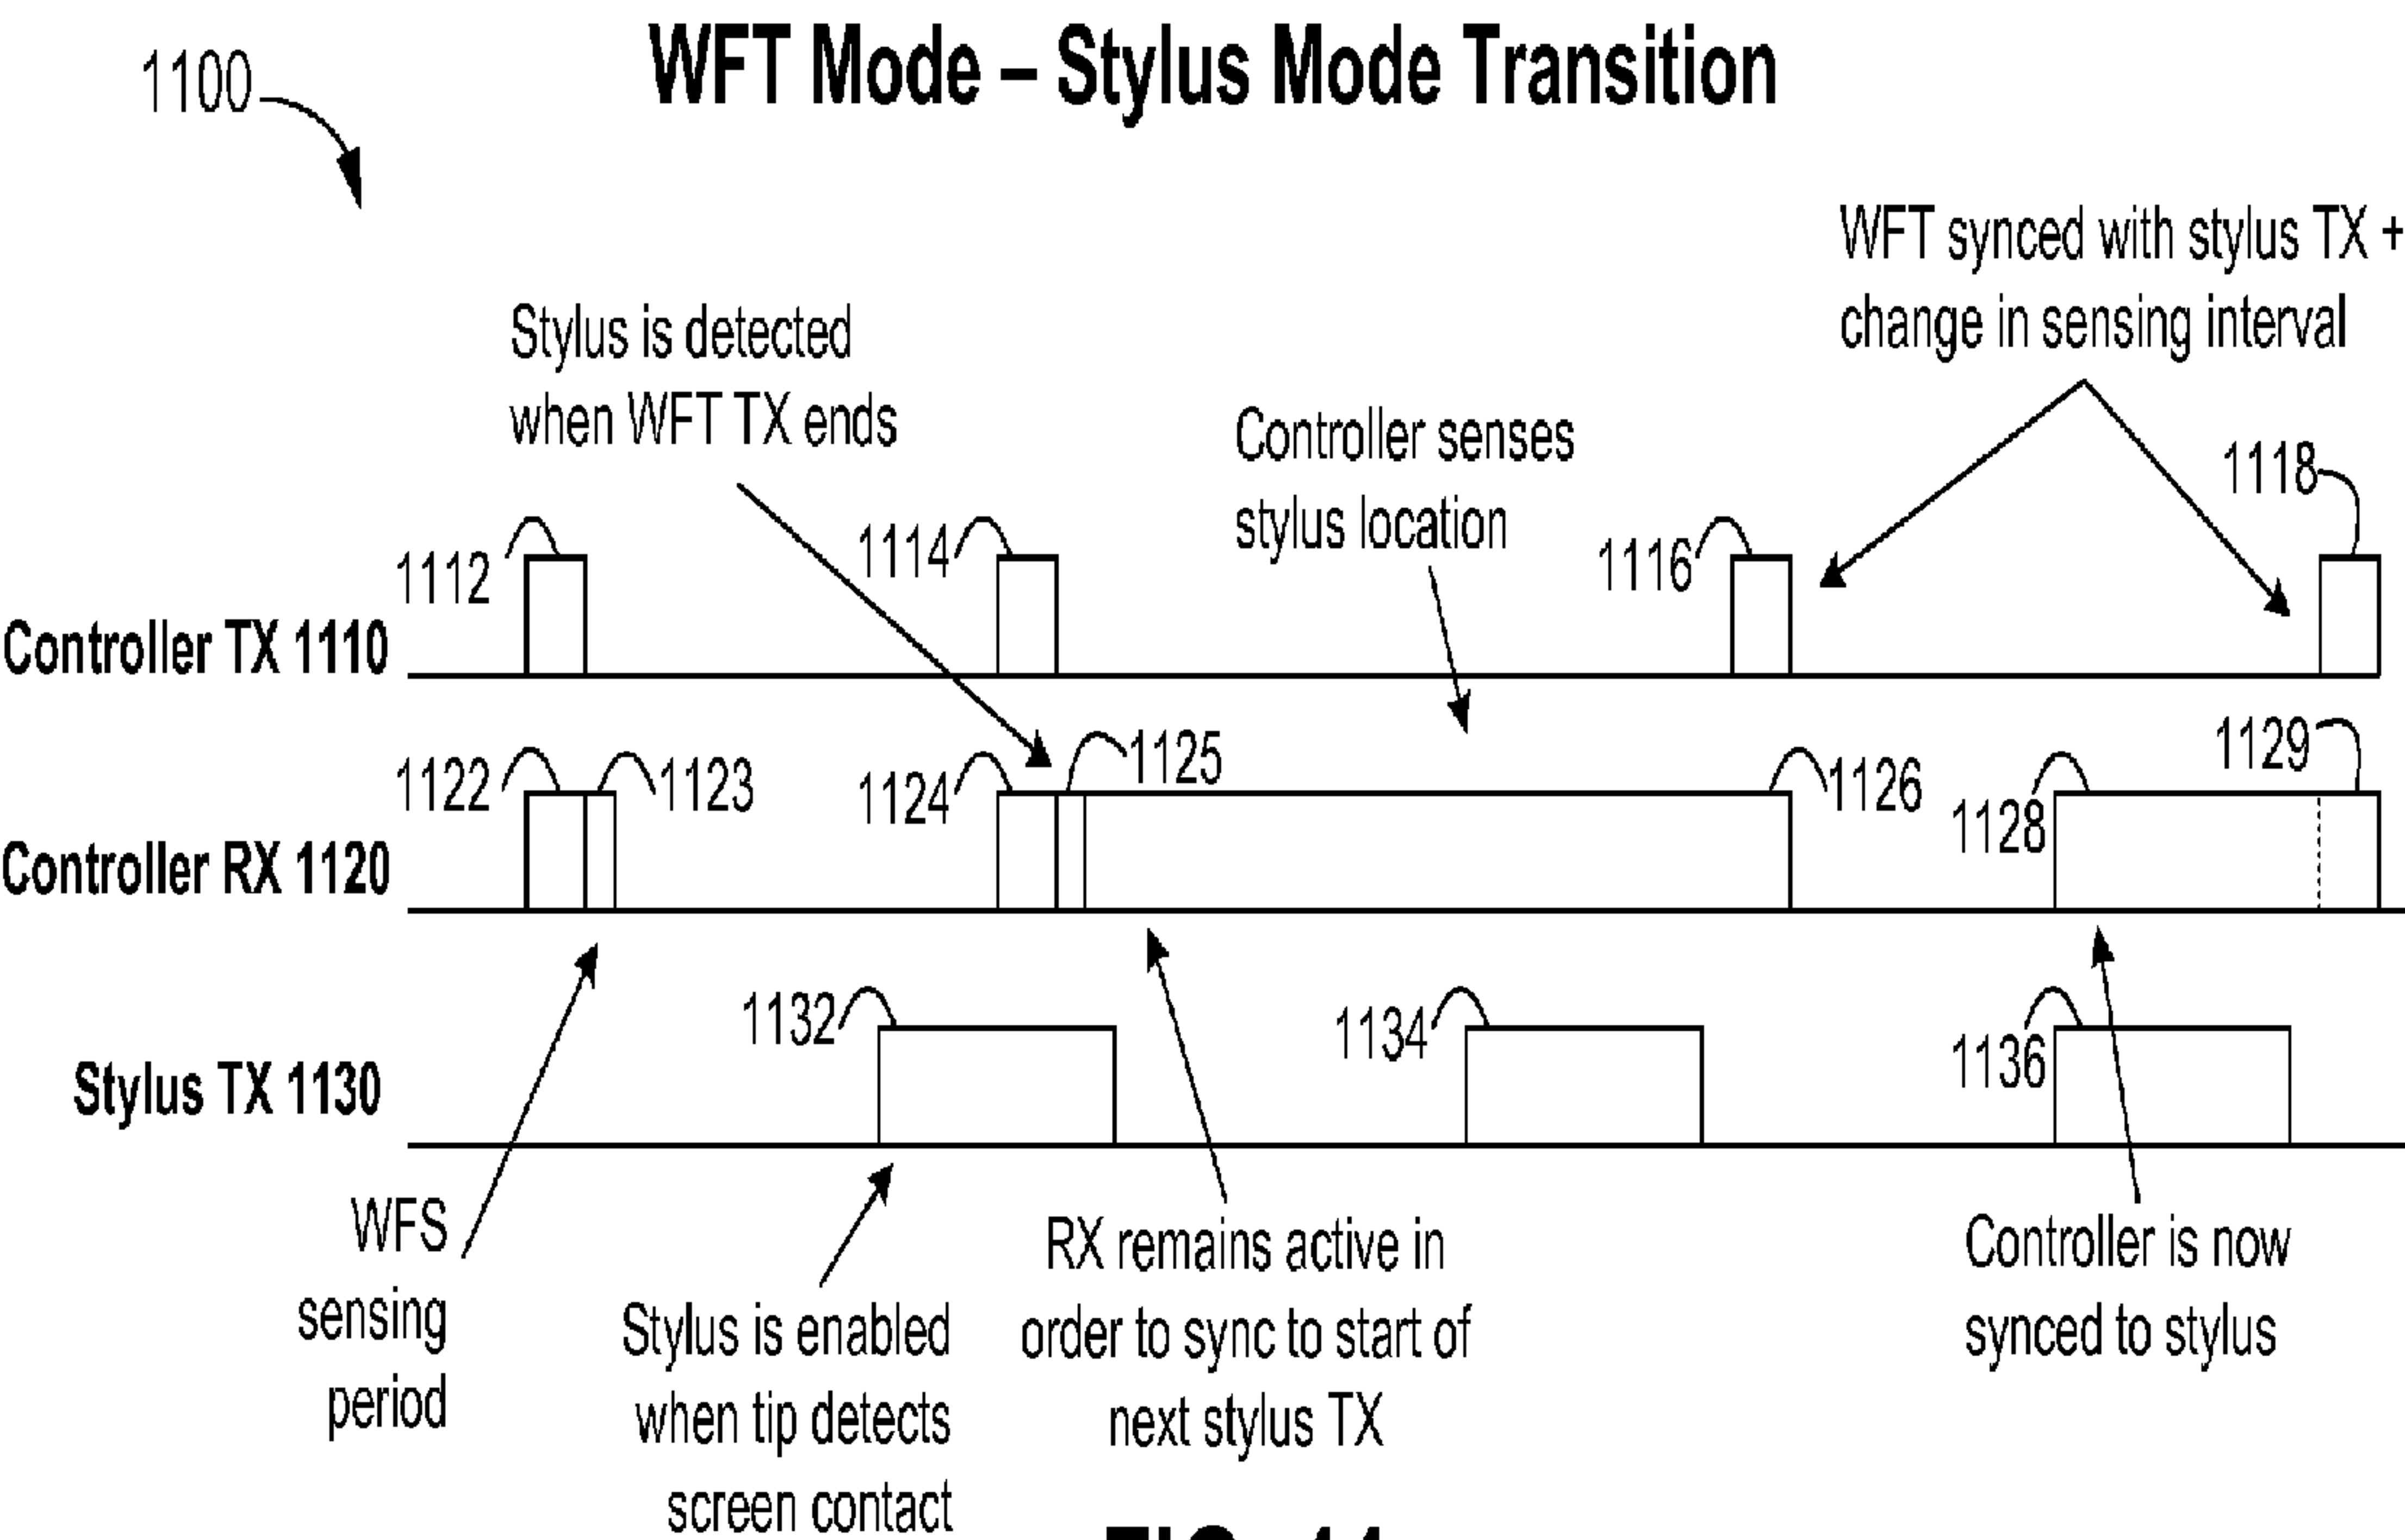 WFT Mode – Stylus Mode Transition
1100
WFT synced with stylus TX +
change in sensing interval
Stylus is detected
when WFT TX ends
Controller senses
stylus location
1112
1114
1116
1118
Controller TX 1110
1122
1123
1124
1125
1126
1128
1129
Controller RX 1120
1132
1134
1136
Stylus TX 1130
WFS
sensing
period
Stylus is enabled
when tip detects
screen contact
RX remains active in
order to sync to start of
next stylus TX
Controller is now
synced to stylus